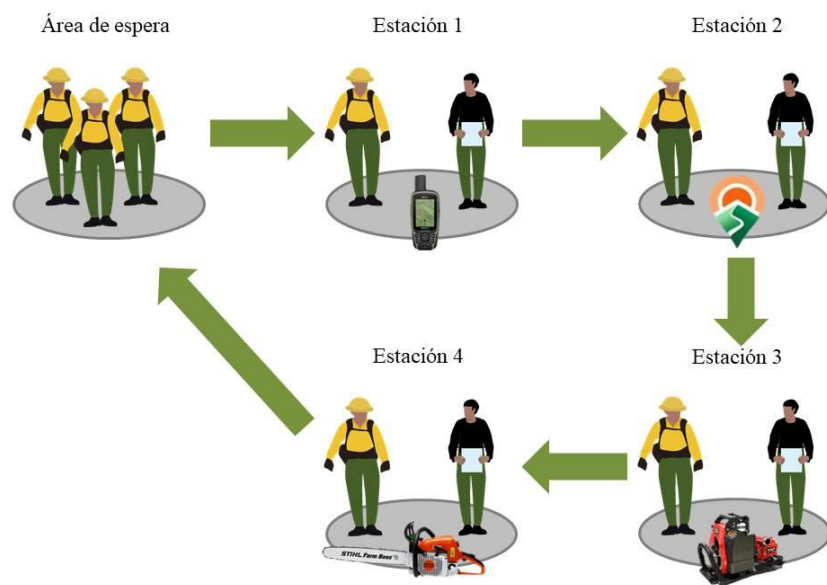 Área de espera
Estación 1
Estación 2
Estación 4
Estación 3
STIHL Farm Boss